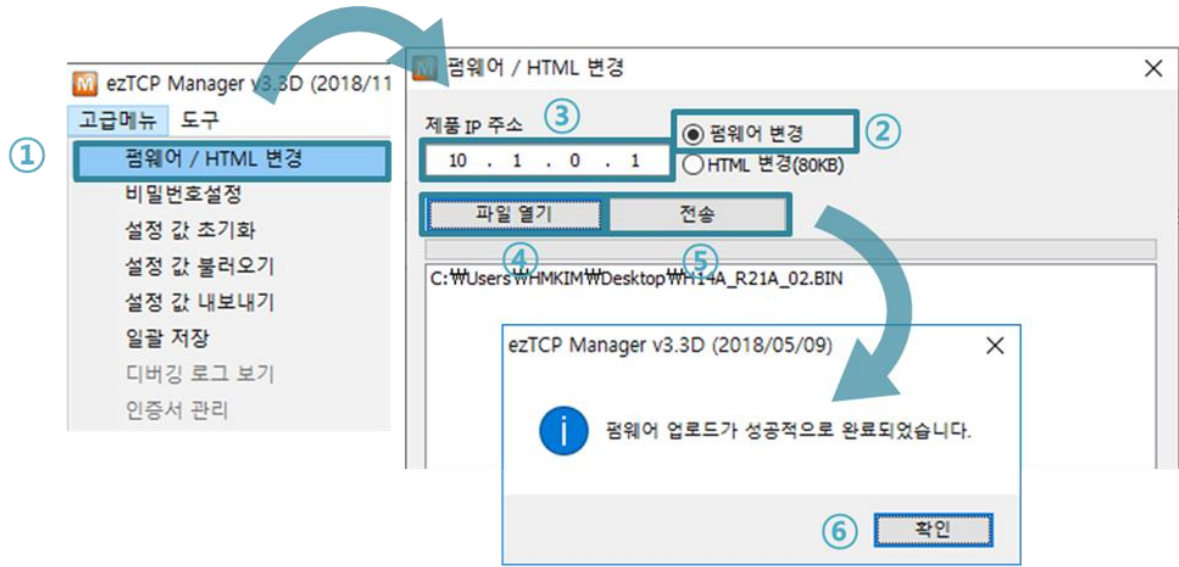 ezTCP Manager v3.3D (2018/11
고급메뉴 도구
① 펌웨어 / HTML 변경
비밀번호설정
설정 값 초기화
설정 값 불러오기
설정 값 내보내기
일괄 저장
디버깅 로그 보기
인증서 관리
M 펌웨어 / HTML 변경
제품 IP 주소 ③
펌웨어 변경 ②
10 . 1 . 0 . 1
HTML 변경(80KB)
파일 열기 전송
④ ⑤
C:₩Users₩HMKIM₩Desktop₩H14A_R21A_02.BIN
ezTCP Manager v3.3D (2018/05/09)
펌웨어 업로드가 성공적으로 완료되었습니다.
⑥ 확인